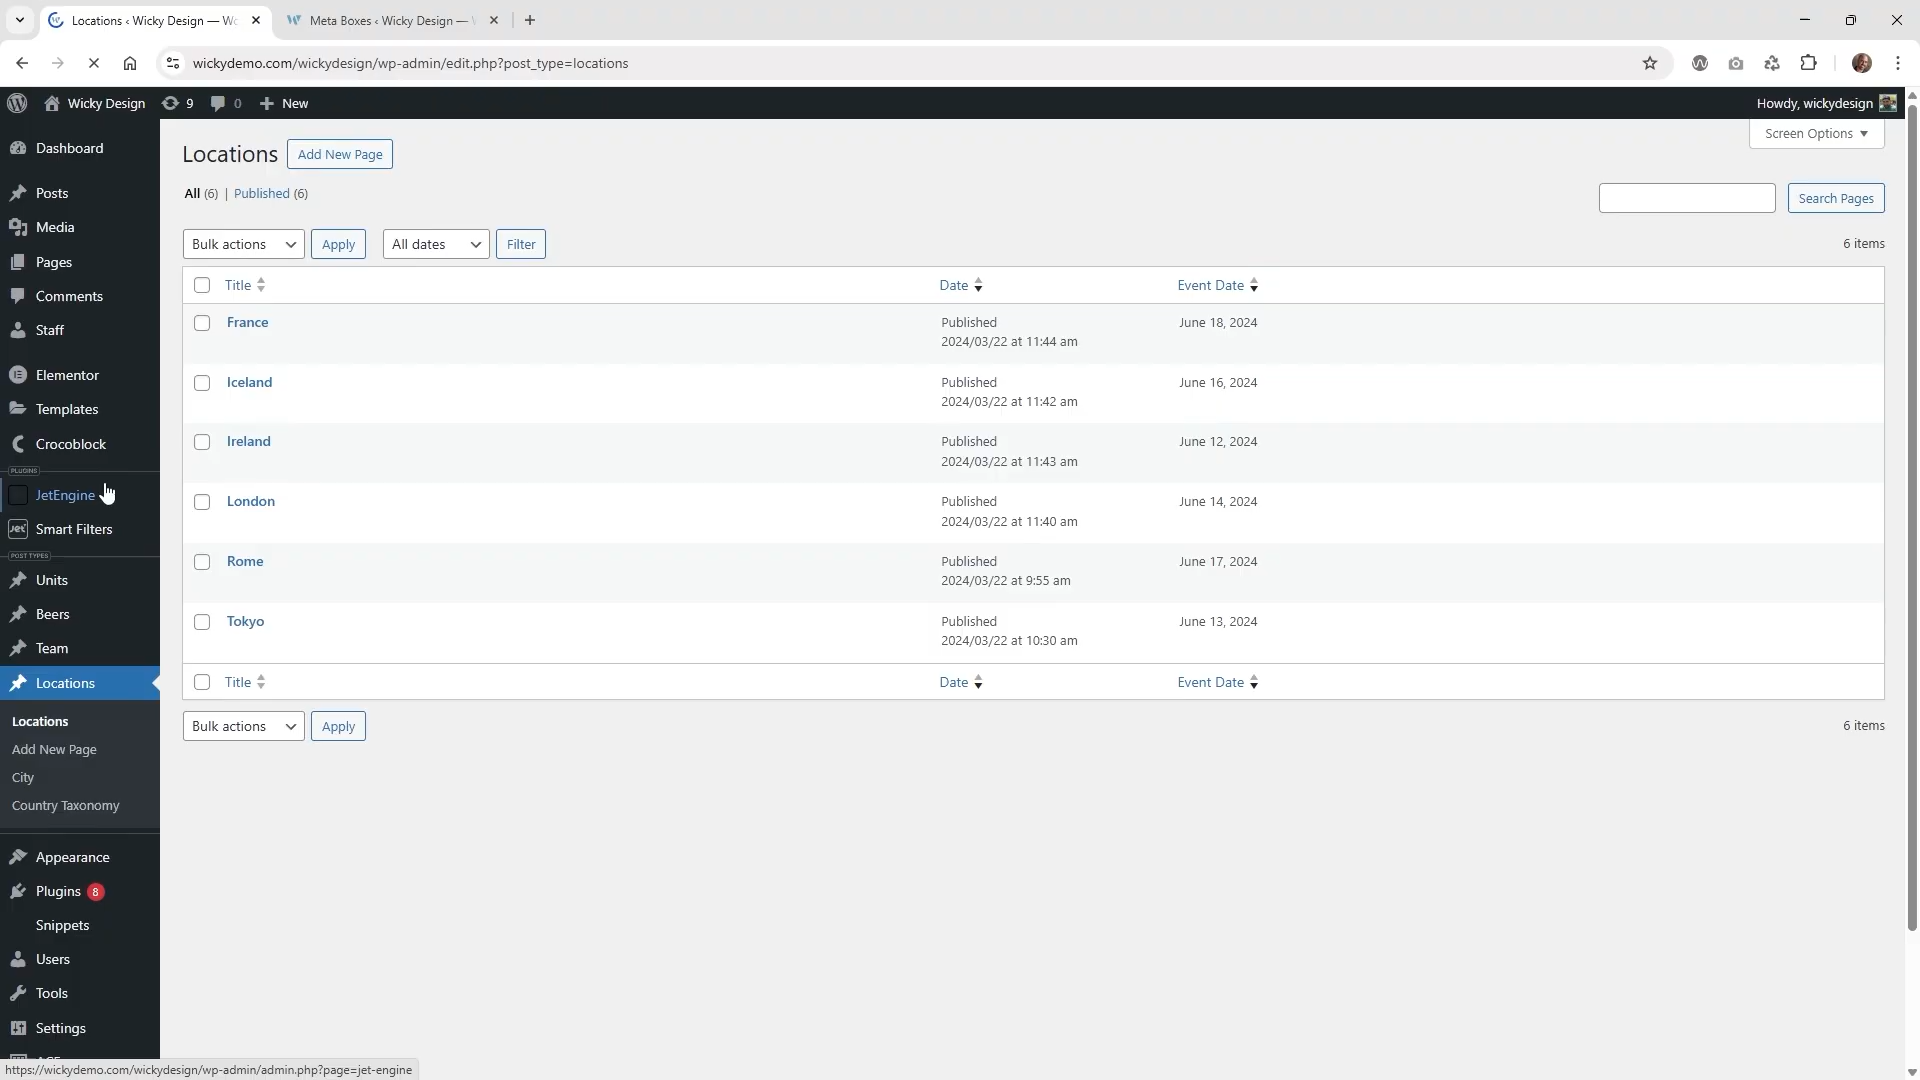 Locations ‹ Wicky Design — Wo
Meta Boxes ‹ Wicky Design —
wickydemo.com/wickydesign/wp-admin/edit.php?post_type=locations
Wicky Design 9 0 New
Howdy, wickydesign
Screen Options
Dashboard
Posts
Media
Pages
Comments
Staff
Elementor
Templates
Crocoblock
PLUGINS
JetEngine
Jet Smart Filters
POST TYPES
Units
Beers
Team
Locations
Locations
Add New Page
City
Country Taxonomy
Appearance
Plugins 8
Snippets
Users
Tools
Settings
Locations Add New Page
All (6) | Published (6)
Search Pages
Bulk actions Apply All dates Filter
6 items
Title Date Event Date
France Published June 18, 2024
2024/03/22 at 11:44 am
Iceland Published June 16, 2024
2024/03/22 at 11:42 am
Ireland Published June 12, 2024
2024/03/22 at 11:43 am
London Published June 14, 2024
2024/03/22 at 11:40 am
Rome Published June 17, 2024
2024/03/22 at 9:55 am
Tokyo Published June 13, 2024
2024/03/22 at 10:30 am
Title Date Event Date
Bulk actions Apply
6 items
https://wickydemo.com/wickydesign/wp-admin/admin.php?page=jet-engine